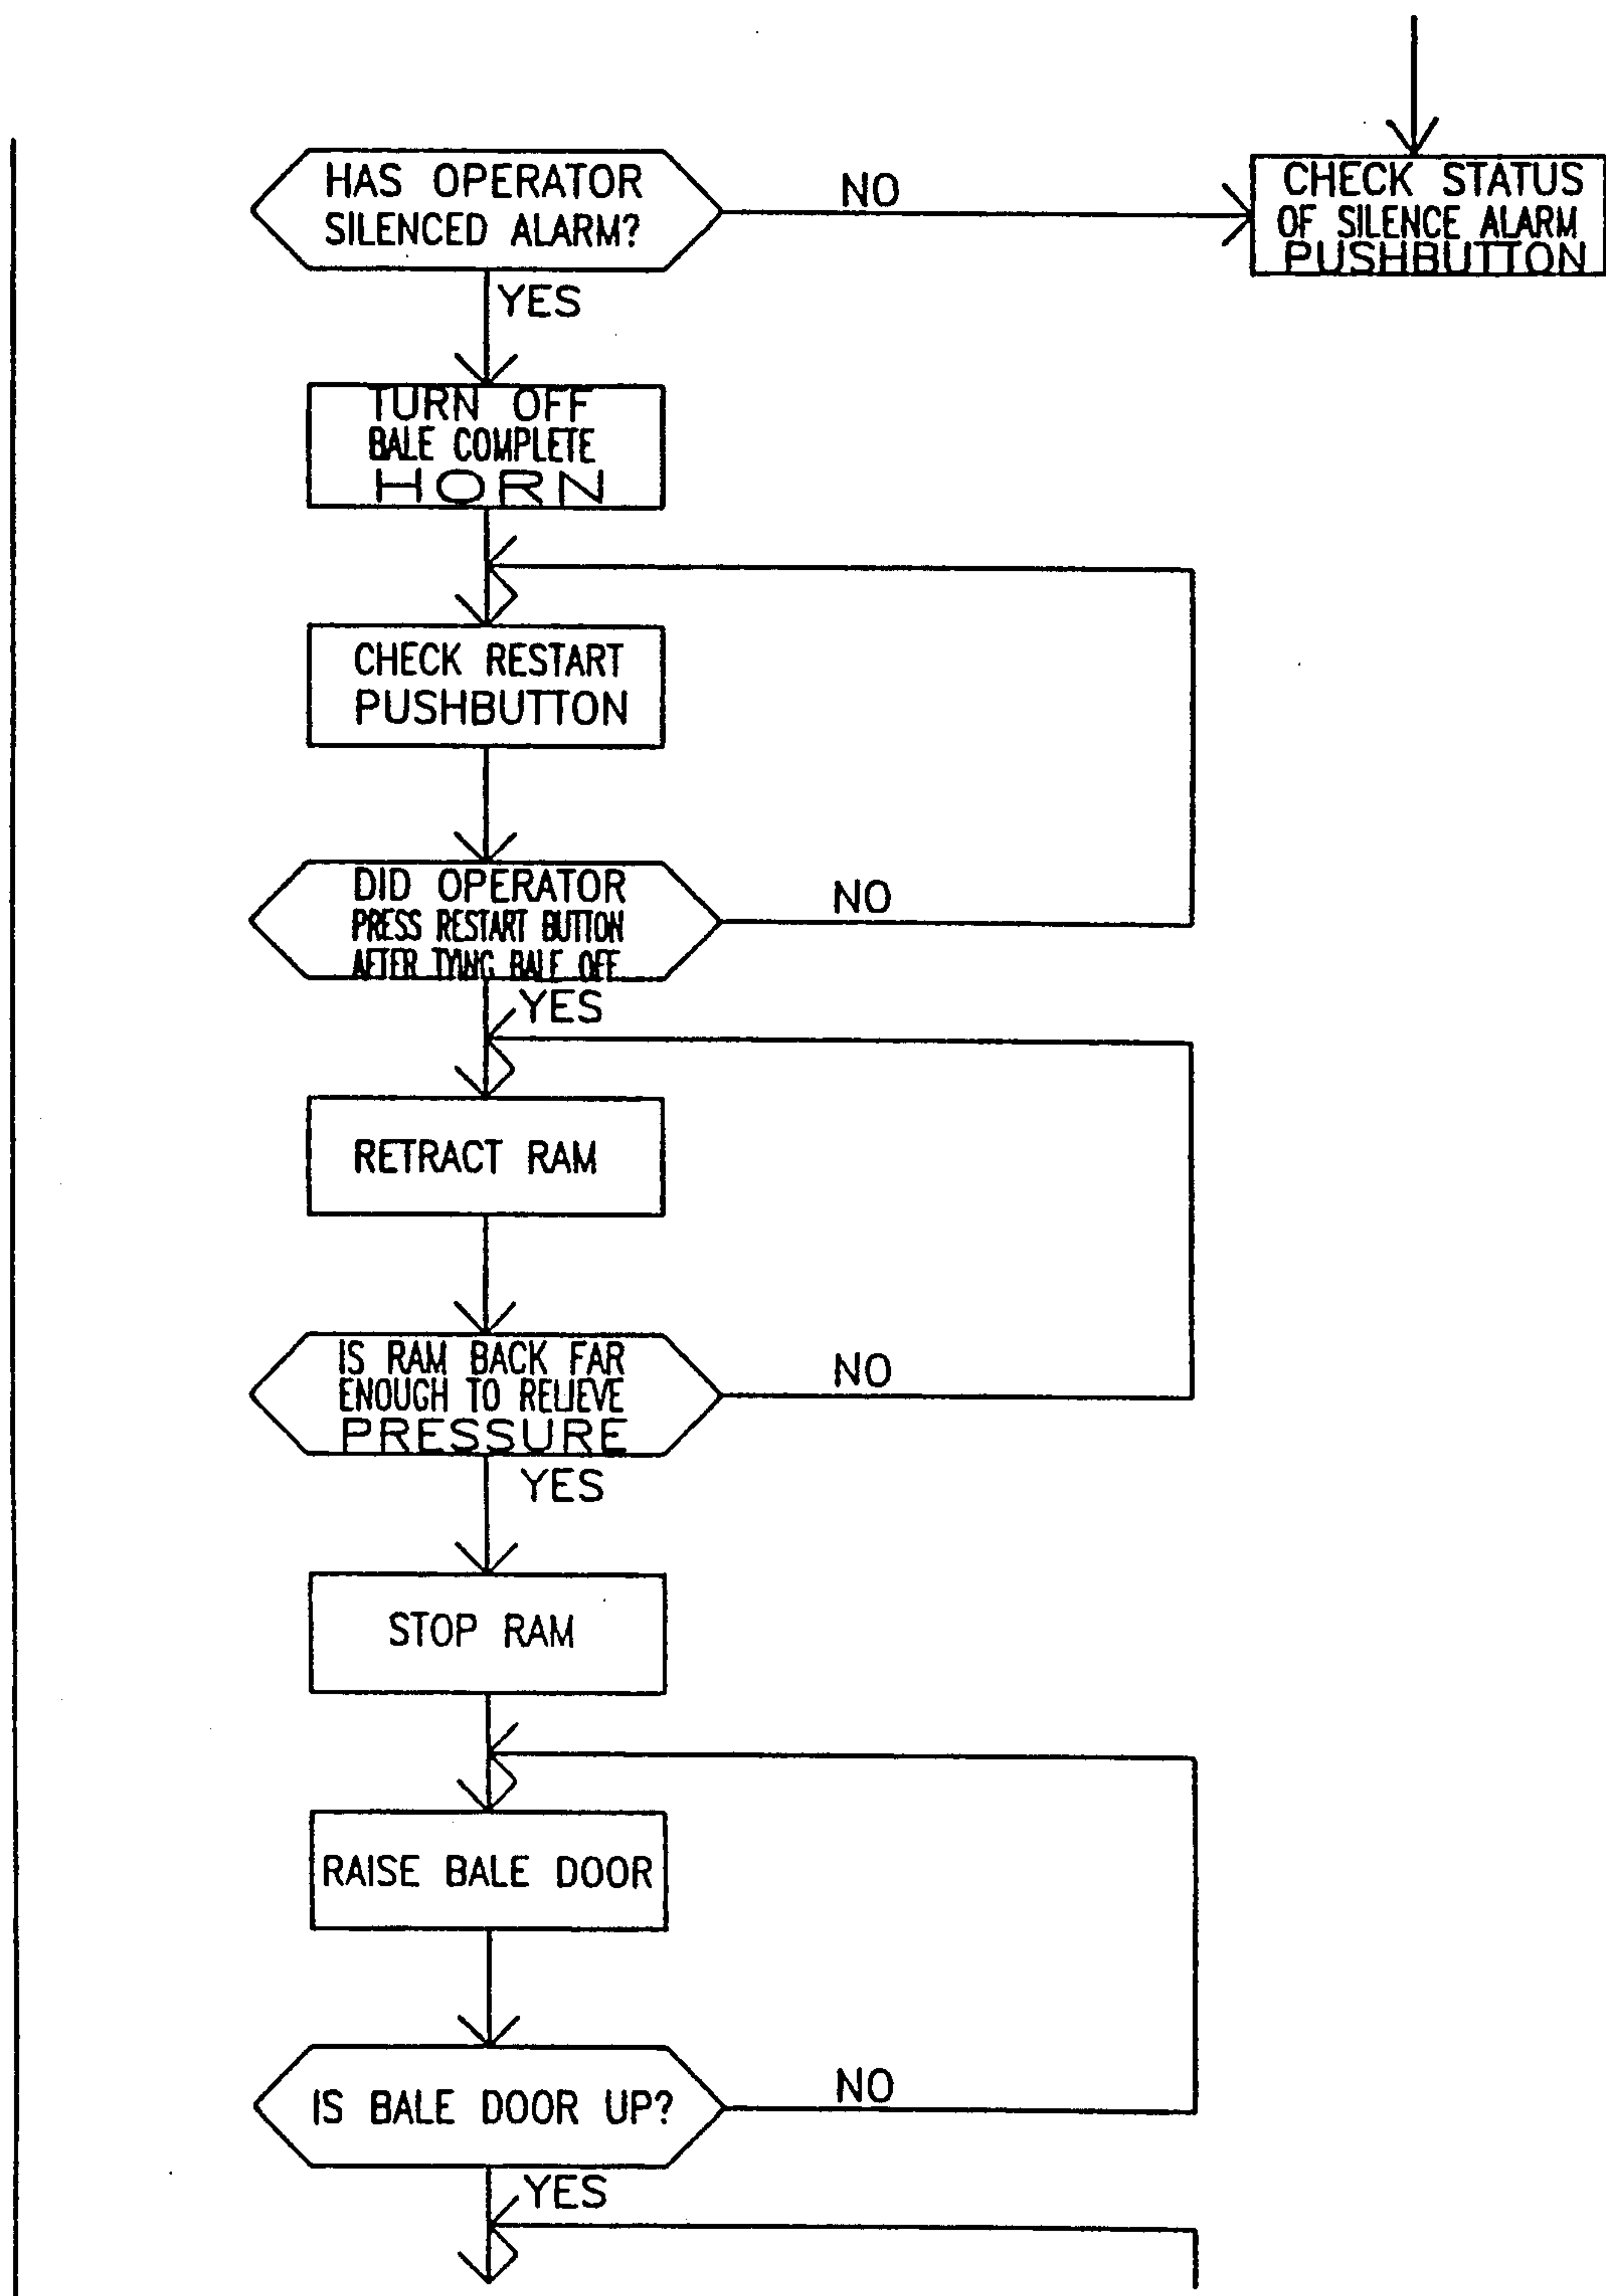 HAS OPERATOR
SILENCED ALARM?
NO
CHECK STATUS
OF SILENCE ALARM
PUSHBUTTON
YES
TURN OFF
BALE COMPLETE
HORN
CHECK RESTART
PUSHBUTTON
DID OPERATOR
PRESS RESTART BUTTON
AFTER TYING BALE OFF
NO
YES
RETRACT RAM
IS RAM BACK FAR
ENOUGH TO RELIEVE
PRESSURE
NO
YES
STOP RAM
RAISE BALE DOOR
IS BALE DOOR UP?
NO
YES